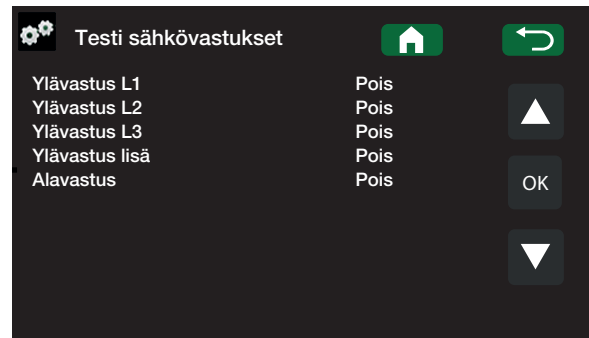 Testi sähkövastukset
Ylävastus L1 Pois
Ylävastus L2 Pois
Ylävastus L3 Pois
Ylävastus lisä Pois
Alavastus Pois
OK